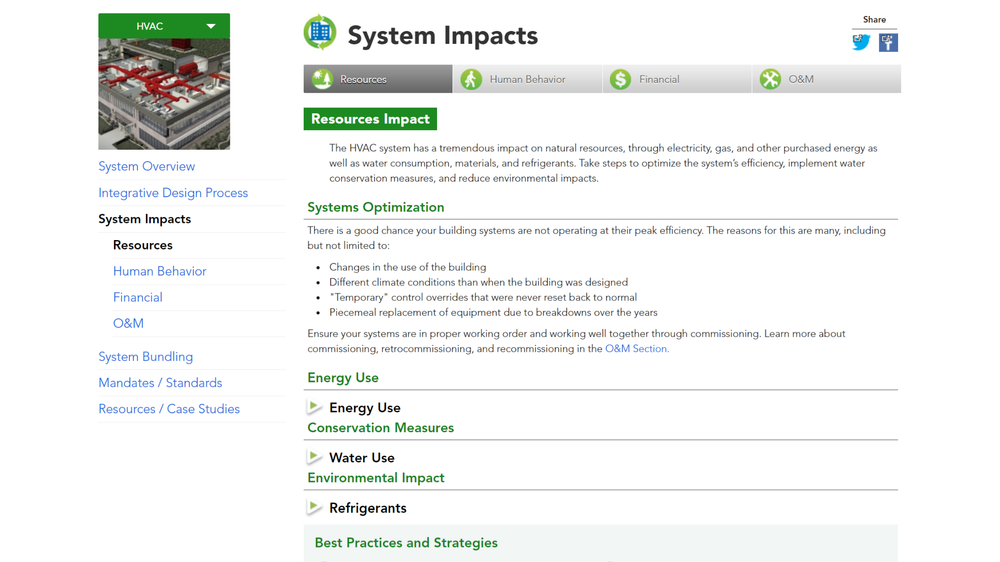 HVAC
System Overview
Integrative Design Process
System Impacts
Resources
Human Behavior
Financial
O&M
System Bundling
Mandates / Standards
Resources / Case Studies
System Impacts
Share
Resources
Human Behavior
Financial
O&M
Resources Impact
The HVAC system has a tremendous impact on natural resources, through electricity, gas, and other purchased energy as
well as water consumption, materials, and refrigerants. Take steps to optimize the system’s efficiency, implement water
conservation measures, and reduce environmental impacts.
Systems Optimization
There is a good chance your building systems are not operating at their peak efficiency. The reasons for this are many, including
but not limited to:
• Changes in the use of the building
• Different climate conditions than when the building was designed
• "Temporary" control overrides that were never reset back to normal
• Piecemeal replacement of equipment due to breakdowns over the years
Ensure your systems are in proper working order and working well together through commissioning. Learn more about
commissioning, retrocommissioning, and recommissioning in the O&M Section.
Energy Use
Energy Use
Conservation Measures
Water Use
Environmental Impact
Refrigerants
Best Practices and Strategies